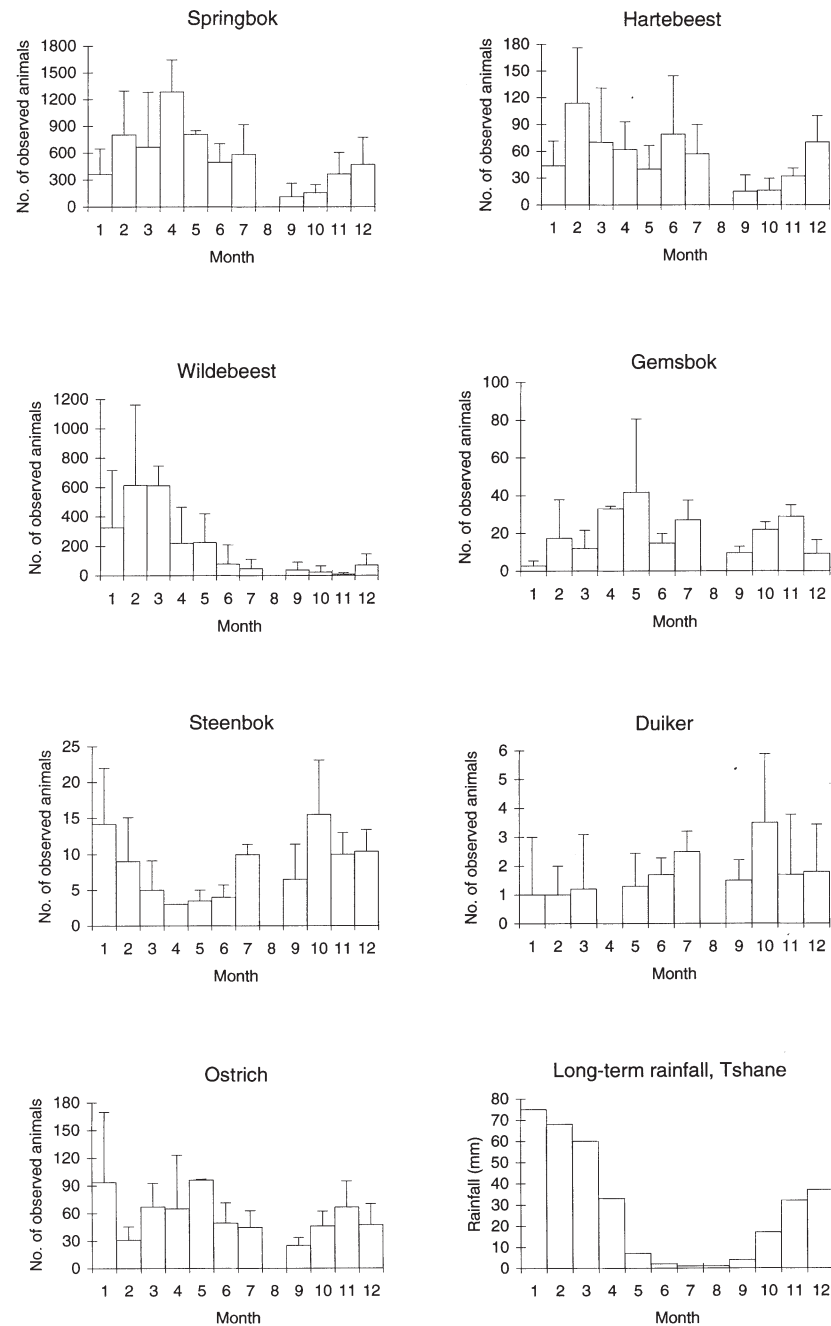 Springbok
No. of observed animals
1800
1500
1200
900
600
300
0
1 2 3 4 5 6 7 8 9 10 11 12
Month
Hartebeest
No. of observed animals
180
150
120
90
60
30
0
1 2 3 4 5 6 7 8 9 10 11 12
Month
Wildebeest
No. of observed animals
1200
1000
800
600
400
200
0
1 2 3 4 5 6 7 8 9 10 11 12
Month
Gemsbok
No. of observed animals
100
80
60
40
20
0
1 2 3 4 5 6 7 8 9 10 11 12
Month
Steenbok
No. of observed animals
25
20
15
10
5
0
1 2 3 4 5 6 7 8 9 10 11 12
Month
Duiker
No. of observed animals
6
5
4
3
2
1
0
1 2 3 4 5 6 7 8 9 10 11 12
Month
Ostrich
No. of observed animals
180
150
120
90
60
30
0
1 2 3 4 5 6 7 8 9 10 11 12
Month
Long-term rainfall, Tshane
Rainfall (mm)
80
70
60
50
40
30
20
10
0
1 2 3 4 5 6 7 8 9 10 11 12
Month